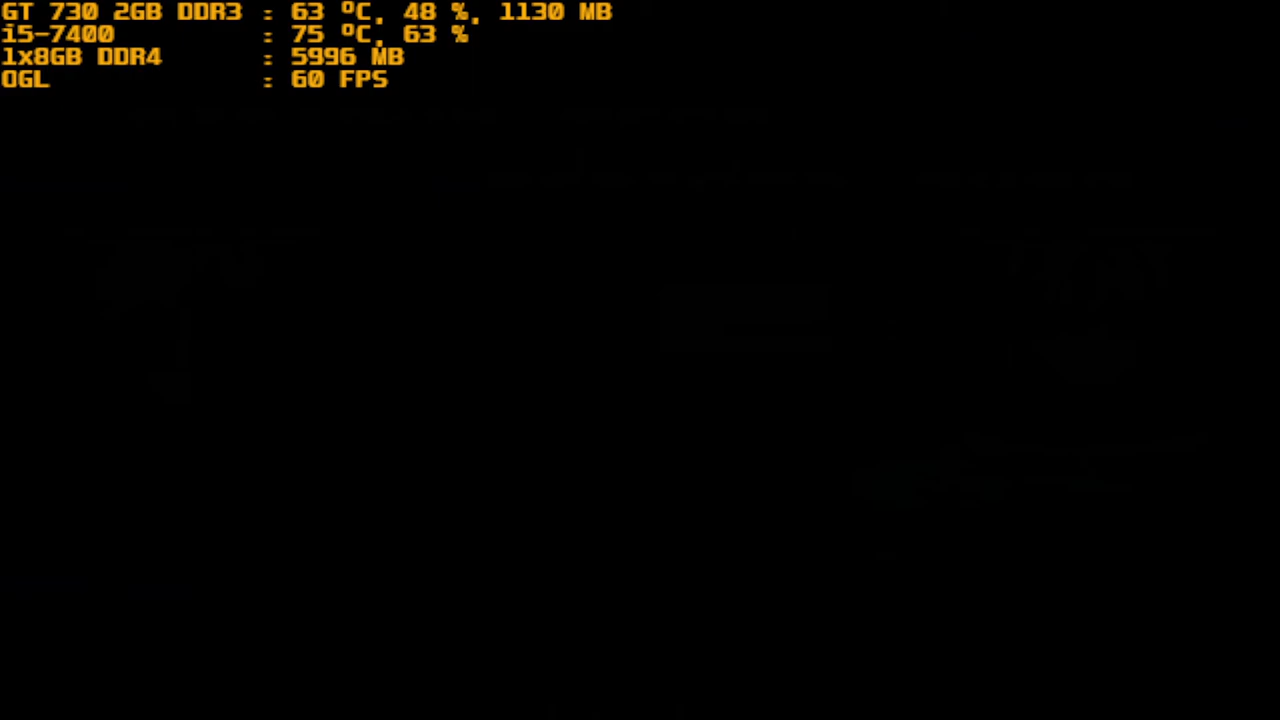 GT 730 2GB DDR3 : 63 ºC, 48 %, 1130 MB
i5-7400 : 75 ºC, 63 %
1x8GB DDR4 : 5996 MB
OGL : 60 FPS